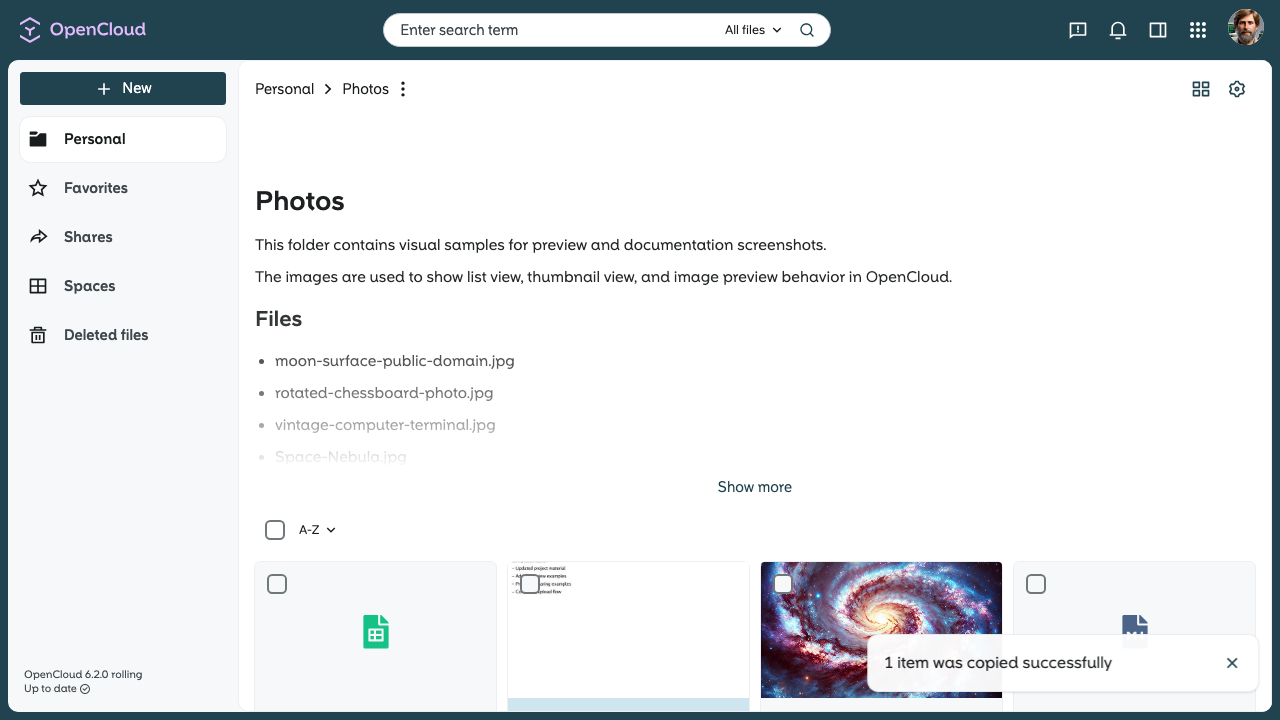 OpenCloud
Enter search term
All files
New
Personal
Favorites
Shares
Spaces
Deleted files
OpenCloud 6.2.0 rolling
Up to date
Personal
Photos
Photos
This folder contains visual samples for preview and documentation screenshots.
The images are used to show list view, thumbnail view, and image preview behavior in OpenCloud.
Files
moon-surface-public-domain.jpg
rotated-chessboard-photo.jpg
vintage-computer-terminal.jpg
Space-Nebula.jpg
Show more
A-Z
- Updated project material
1 item was copied successfully